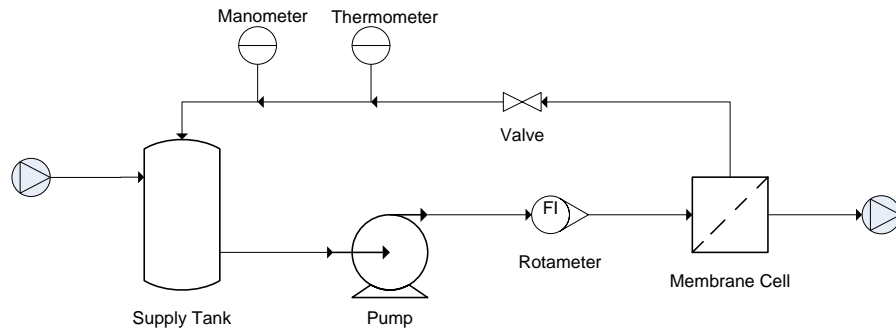 Manometer
Thermometer
Valve
FI
Rotameter
Membrane Cell
Supply Tank
Pump